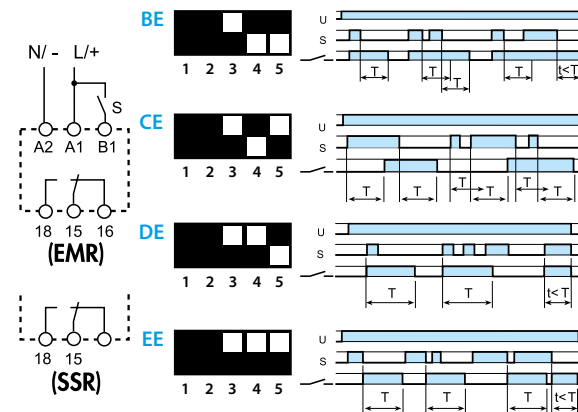 N/ - L/+
S
A2 A1 B1
18 15 16
(EMR)
18 15
(SSR)
BE
1 2 3 4 5
U
S
T T T t<T
T
CE
1 2 3 4 5
U
S
T T T T T T
DE
1 2 3 4 5
U
S
T T t<T
EE
1 2 3 4 5
U
S
T T T t<T